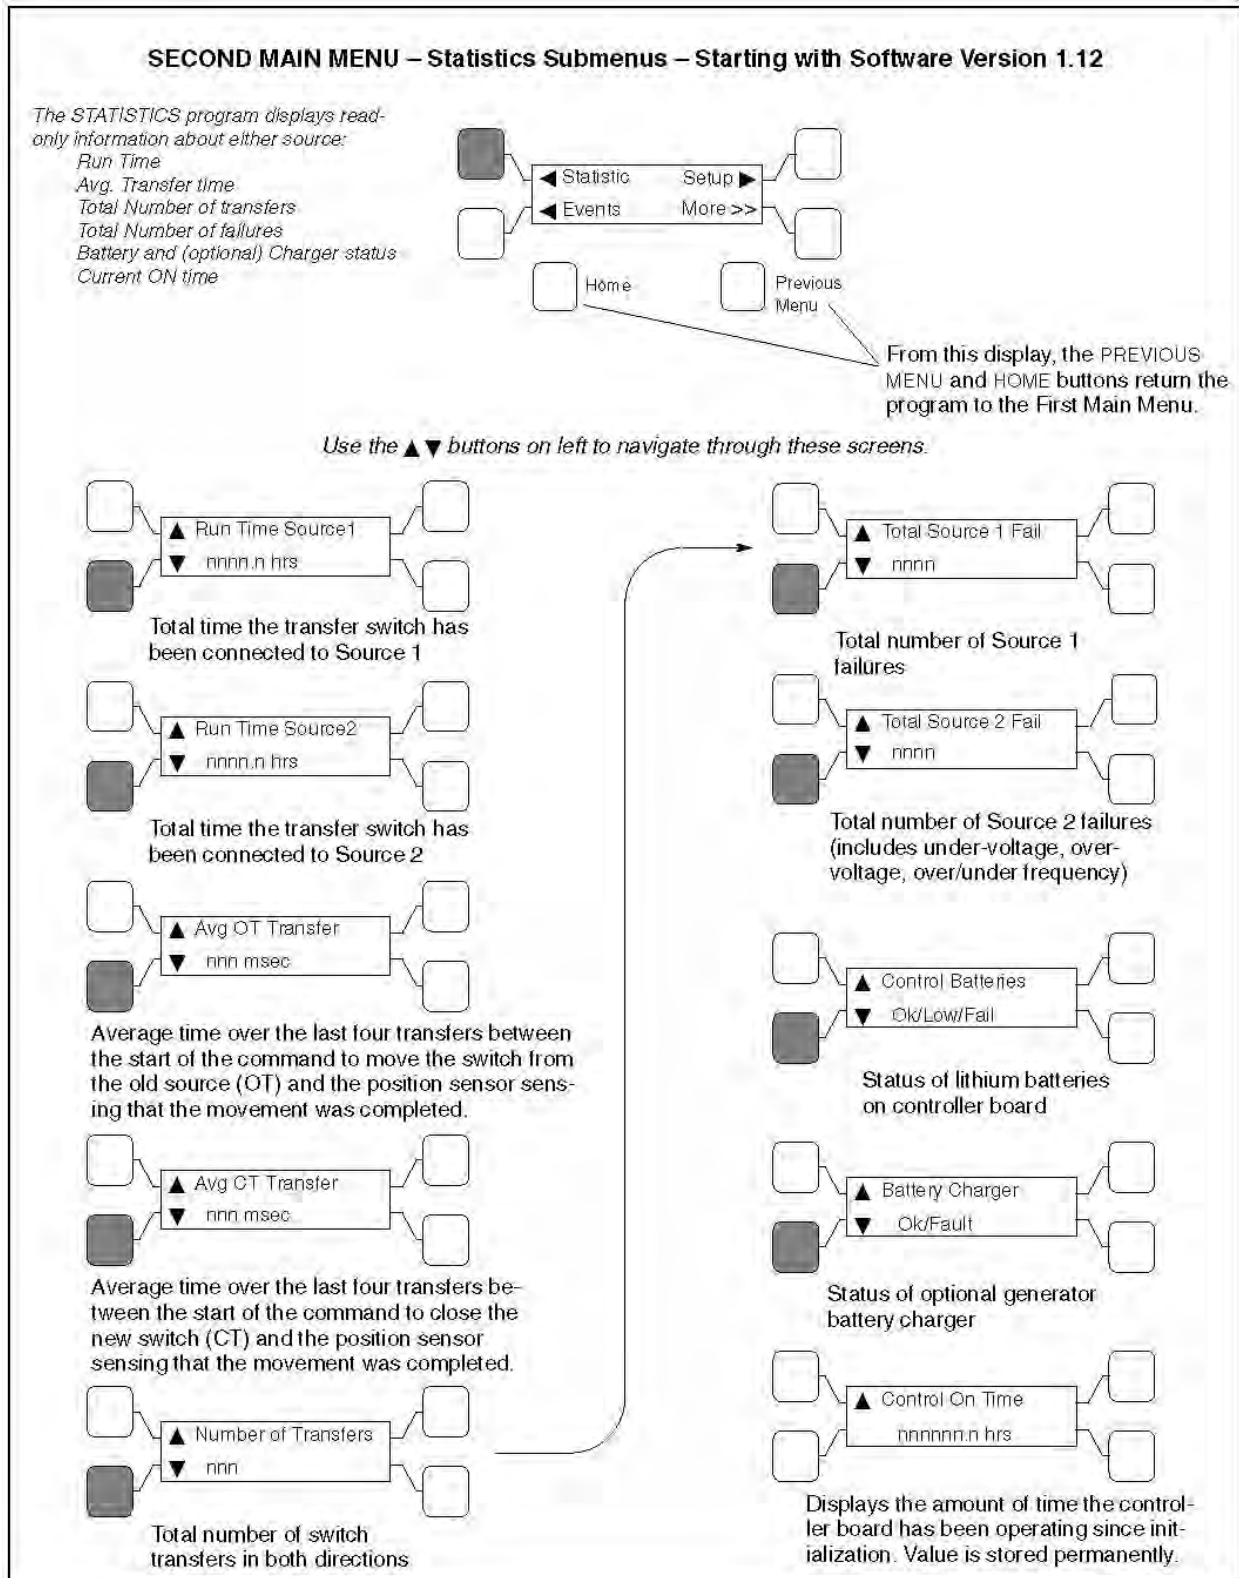 SECOND MAIN MENU – Statistics Submenus – Starting with Software Version 1.12
The STATISTICS program displays read-
only information about either source:
Run Time
Avg. Transfer time
Total Number of transfers
Total Number of failures
Battery and (optional) Charger status
Current ON time
◀ Statistic Setup ▶
◀ Events More >>
Home
Previous
Menu
From this display, the PREVIOUS
MENU and HOME buttons return the
program to the First Main Menu.
Use the ▲ ▼ buttons on left to navigate through these screens.
▲ Run Time Source1
▼ nnnn.n hrs
Total time the transfer switch has
been connected to Source 1
▲ Run Time Source2
▼ nnnn.n hrs
Total time the transfer switch has
been connected to Source 2
▲ Avg OT Transfer
▼ nnn msec
Average time over the last four transfers between
the start of the command to move the switch from
the old source (OT) and the position sensor sens-
ing that the movement was completed.
▲ Avg CT Transfer
▼ nnn msec
Average time over the last four transfers be-
tween the start of the command to close the
new switch (CT) and the position sensor
sensing that the movement was completed.
▲ Number of Transfers
▼ nnn
Total number of switch
transfers in both directions
▲ Total Source 1 Fail
▼ nnnn
Total number of Source 1
failures
▲ Total Source 2 Fail
▼ nnnn
Total number of Source 2 failures
(includes under-voltage, over-
voltage, over/under frequency)
▲ Control Batteries
▼ Ok/Low/Fail
Status of lithium batteries
on controller board
▲ Battery Charger
▼ Ok/Fault
Status of optional generator
battery charger
▲ Control On Time
nnnnnn.n hrs
Displays the amount of time the control-
ler board has been operating since init-
ialization. Value is stored permanently.